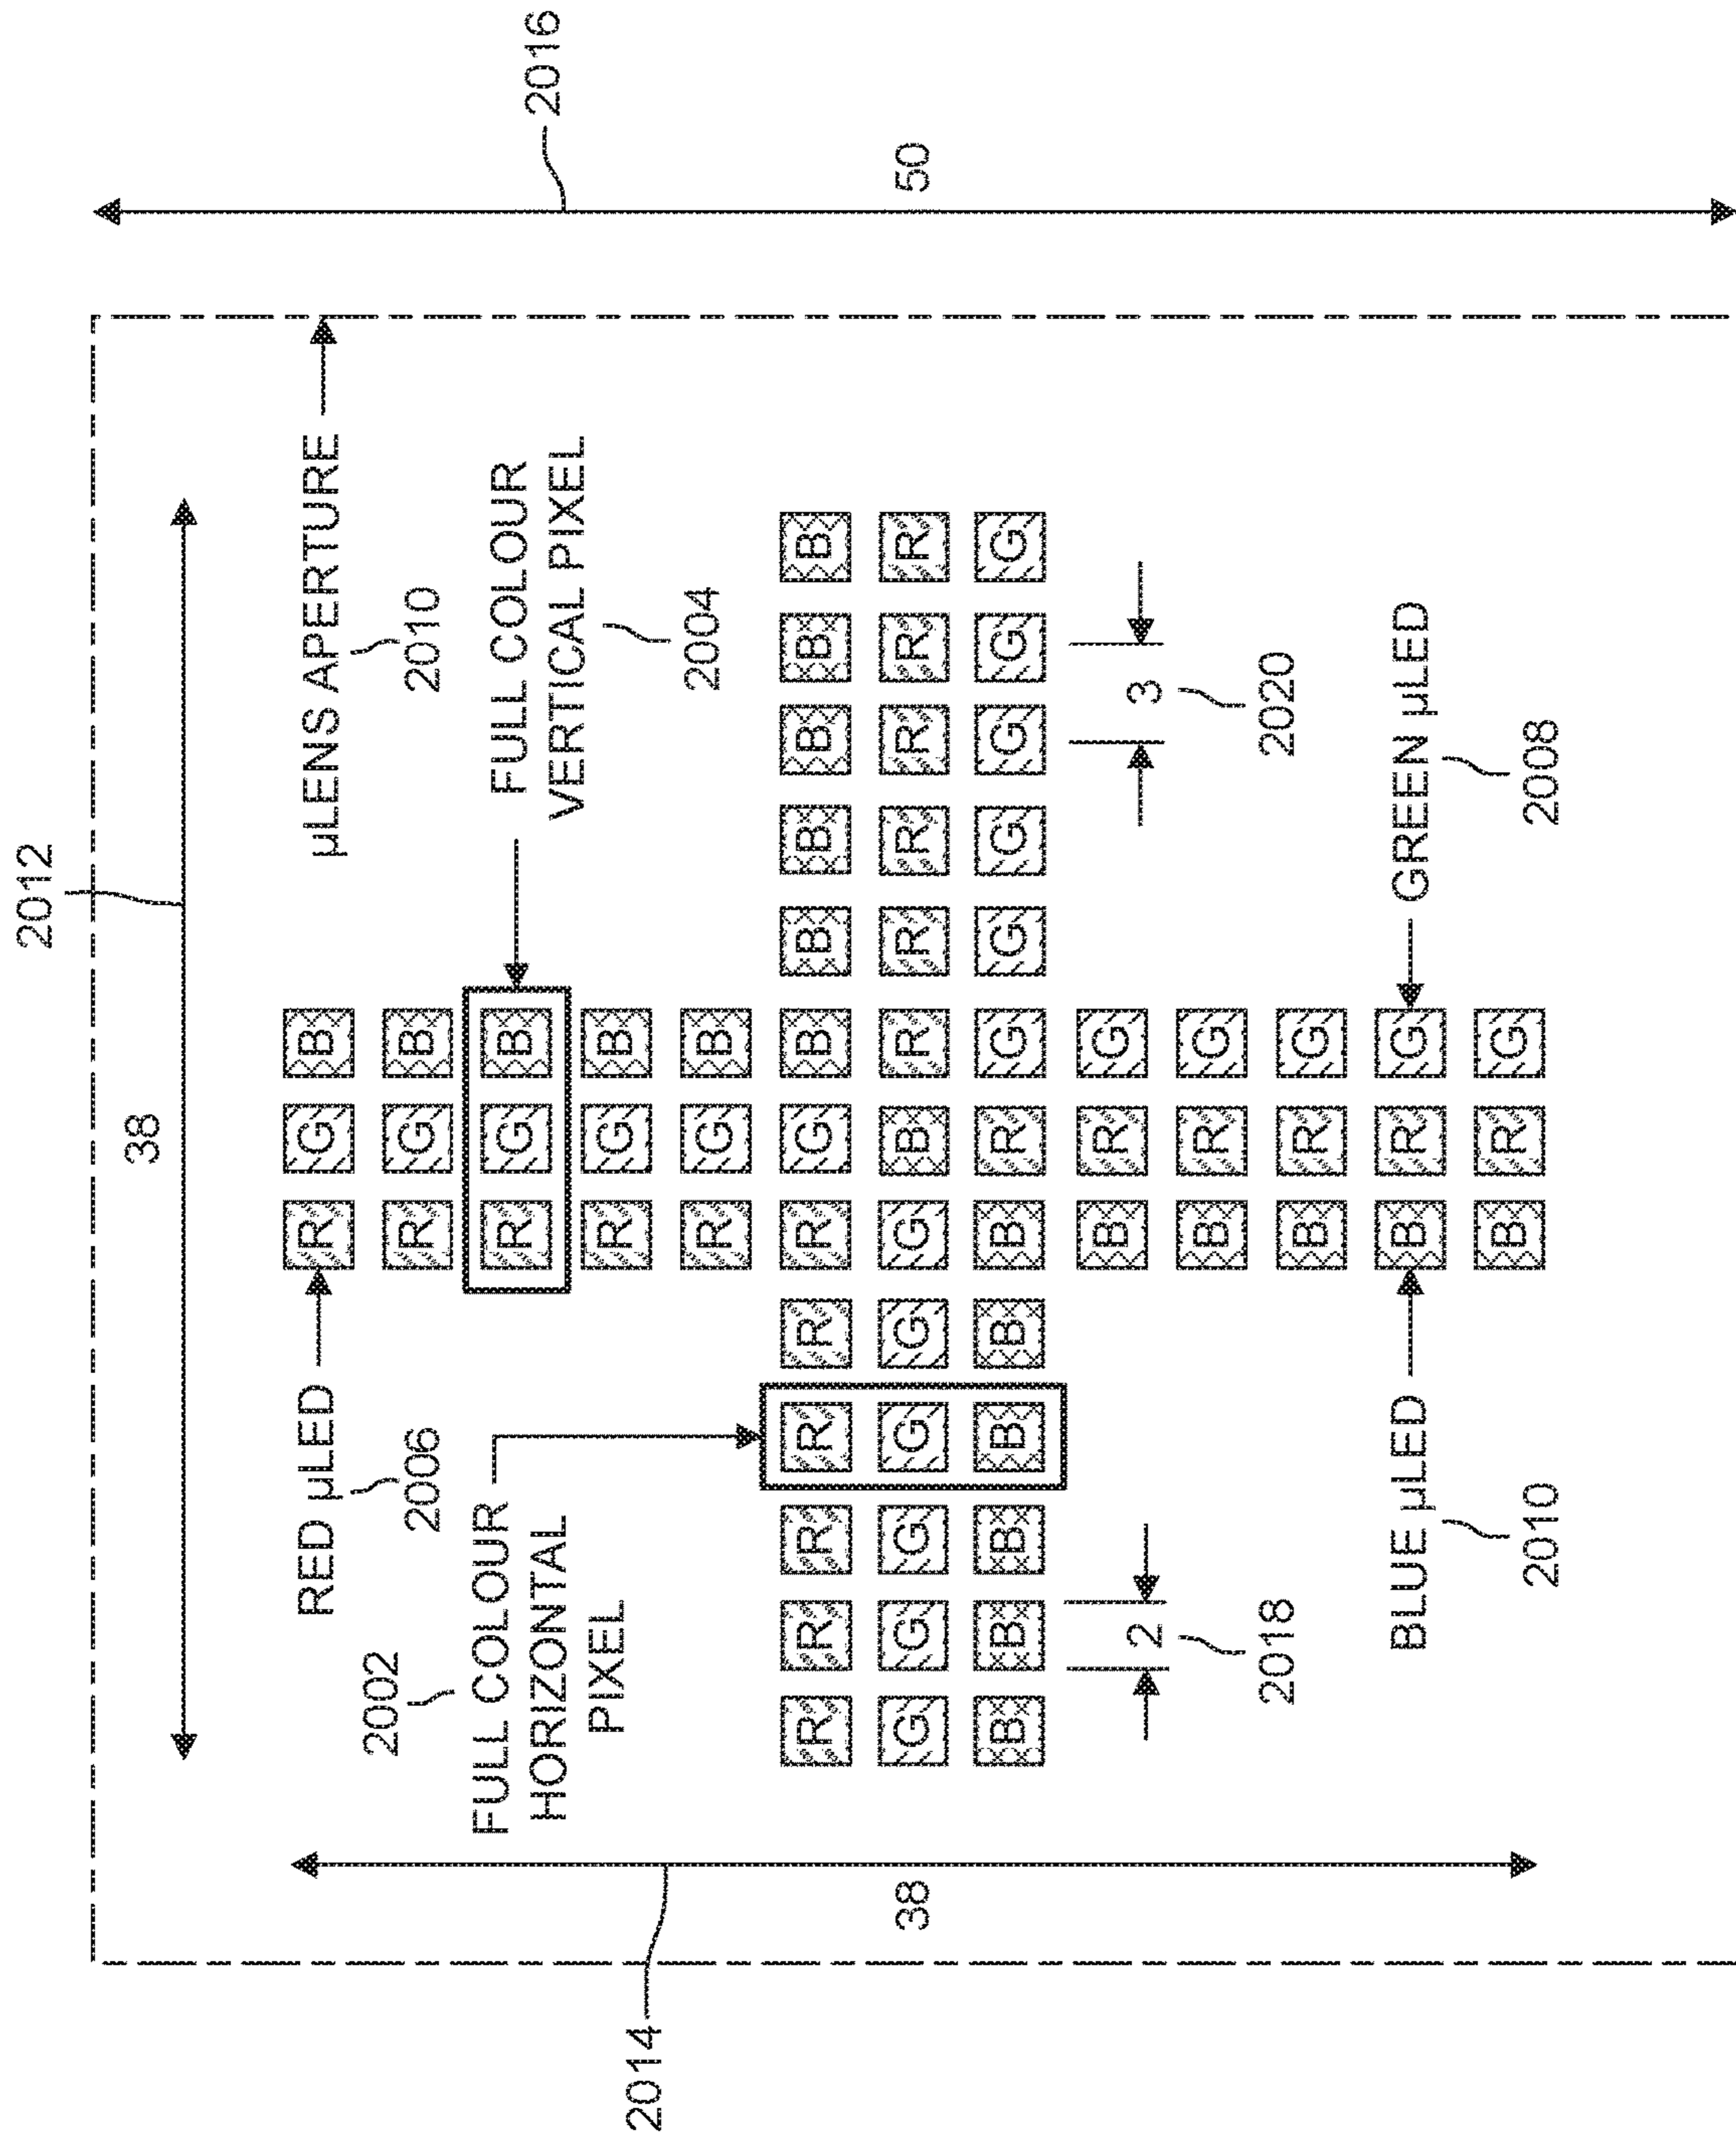 2012
38
RED µLED R G B µLENS APERTURE
2002 2006 R G B 2010
FULL COLOUR R G B FULL COLOUR
HORIZONTAL VERTICAL PIXEL
2016
PIXEL R G B
2014
R G B 2004
R R R R R R G B B B B B B
38 G G G G G G B R R R R R R 50
B B B B B B R G G G G G G
B R G
2 3
B R G
2018 2020
B R G
BLUE µLED B R G GREEN µLED
B R G
2010 2008